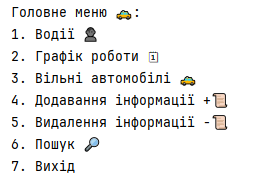 Головне меню 🚕:
1. Водії 👤
2. Графік роботи 🗓
3. Вільні автомобілі 🚕
4. Додавання інформації +📜
5. Видалення інформації -📜
6. Пошук 🔎
7. Вихід